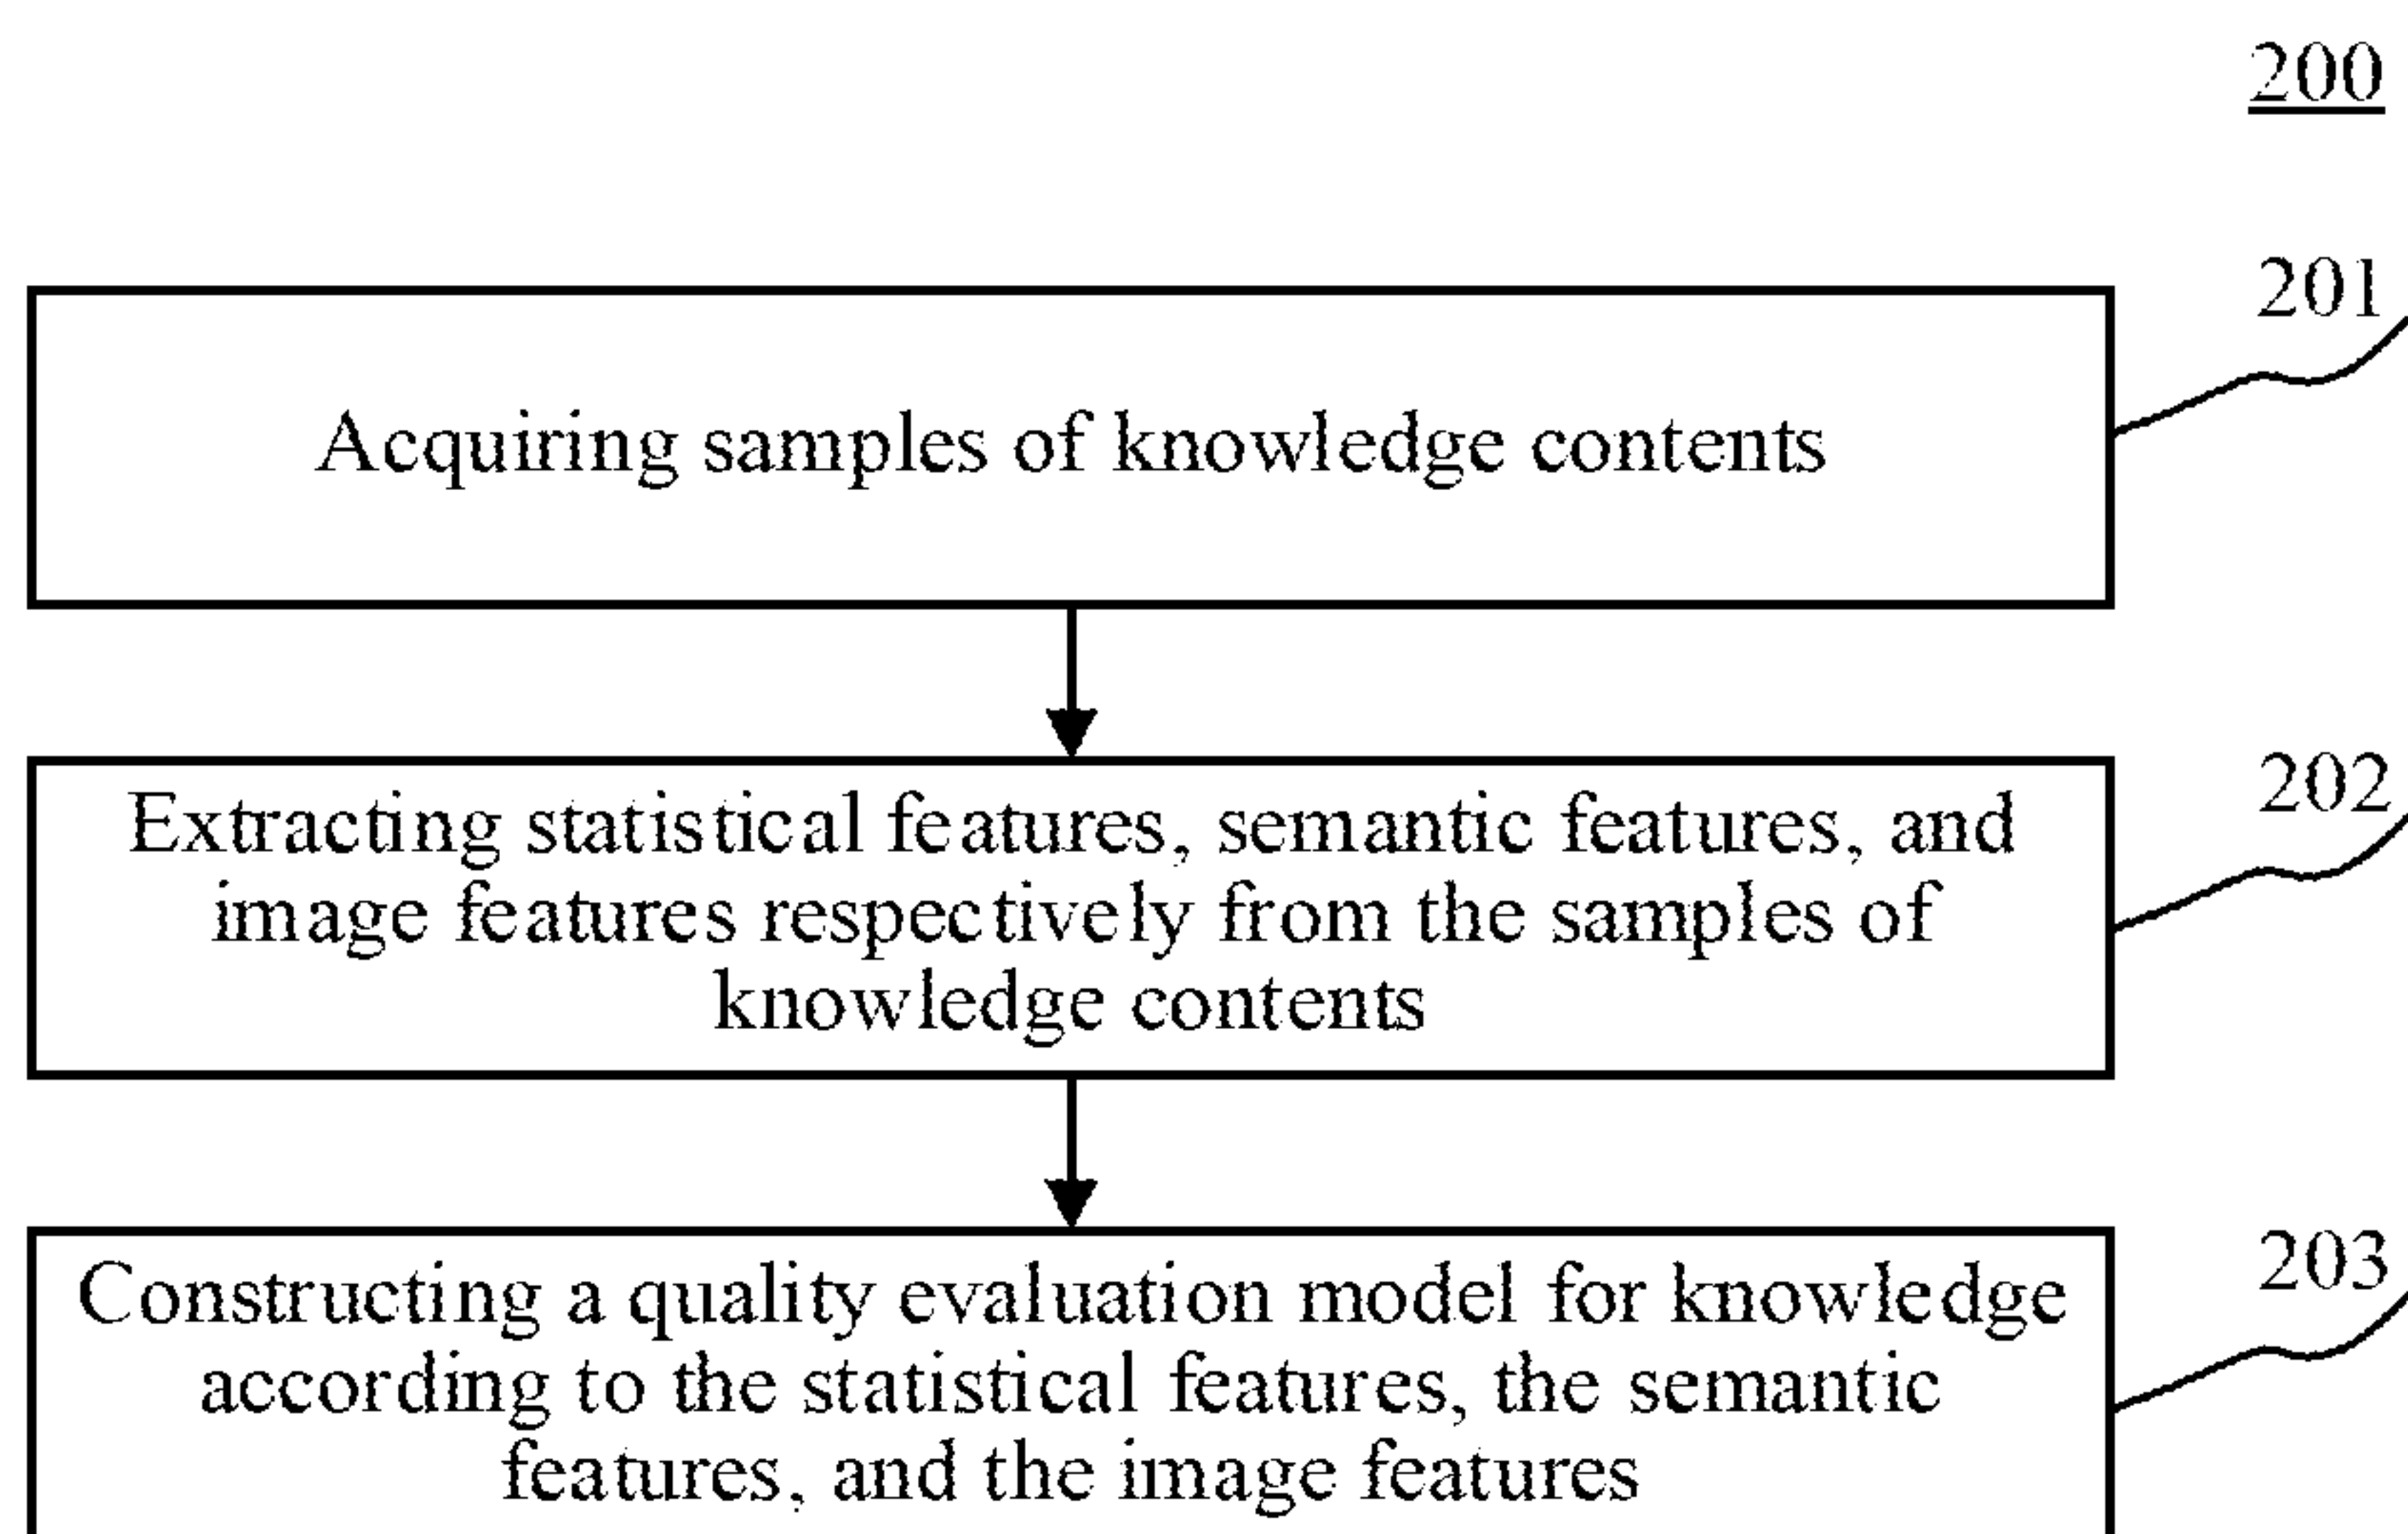 200
201
Acquiring samples of knowledge contents
202
Extracting statistical features, semantic features, and
image features respectively from the samples of
knowledge contents
203
Constructing a quality evaluation model for knowledge
according to the statistical features, the semantic
features, and the image features